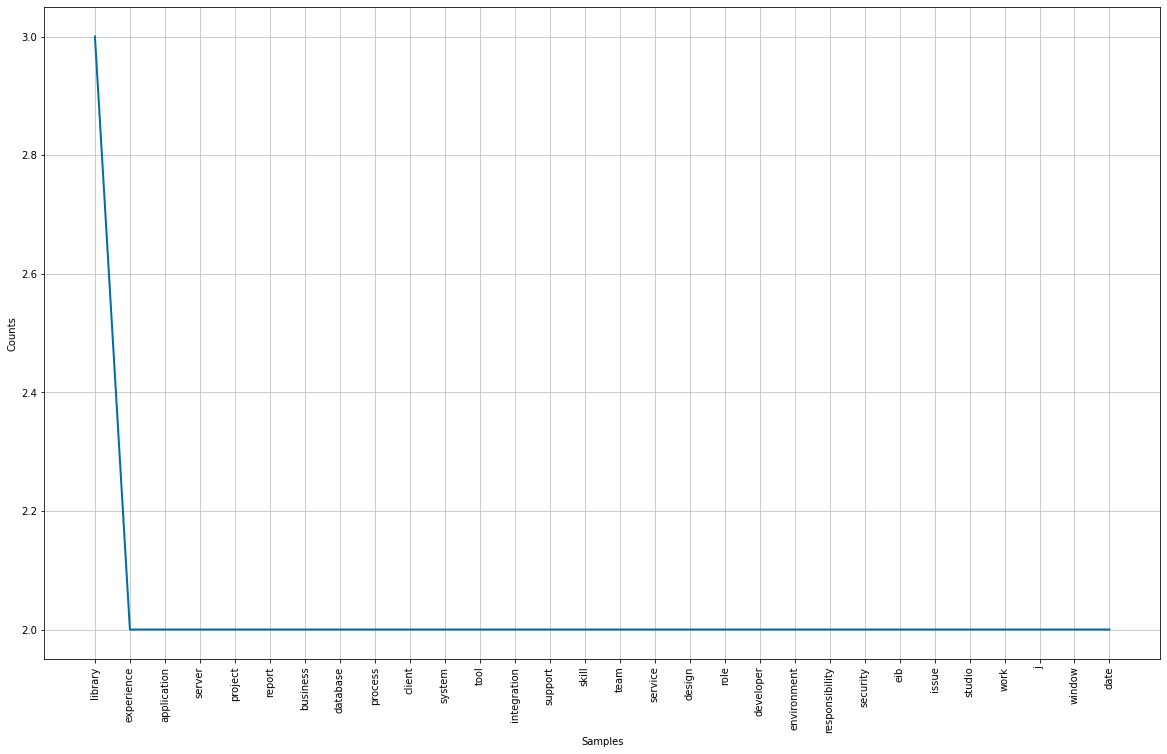 3.0
2.8
2.6
2.4
2.2
2.0
Counts
library
experience
application
server
project
report
business
database
process
client
system
tool
integration
support
skill
team
service
design
role
developer
environment
responsibility
security
eib
issue
studio
work
j
window
date
Samples